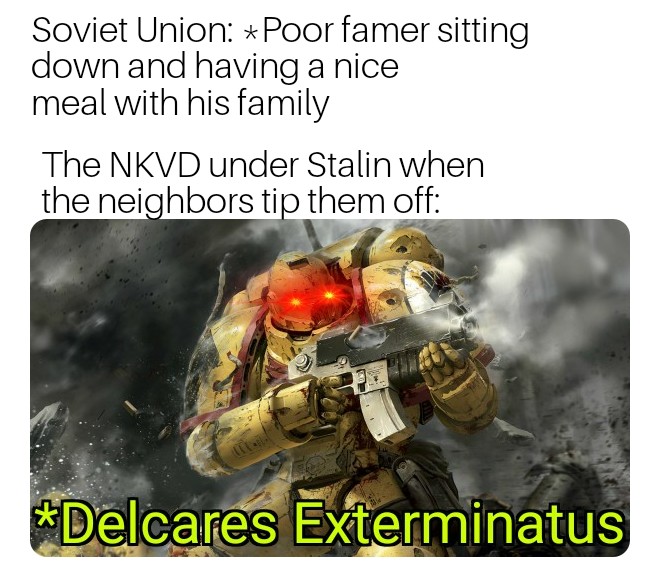 Soviet Union: *Poor famer sitting
down and having a nice
meal with his family
The NKVD under Stalin when
the neighbors tip them off:
*Delcares Exterminatus